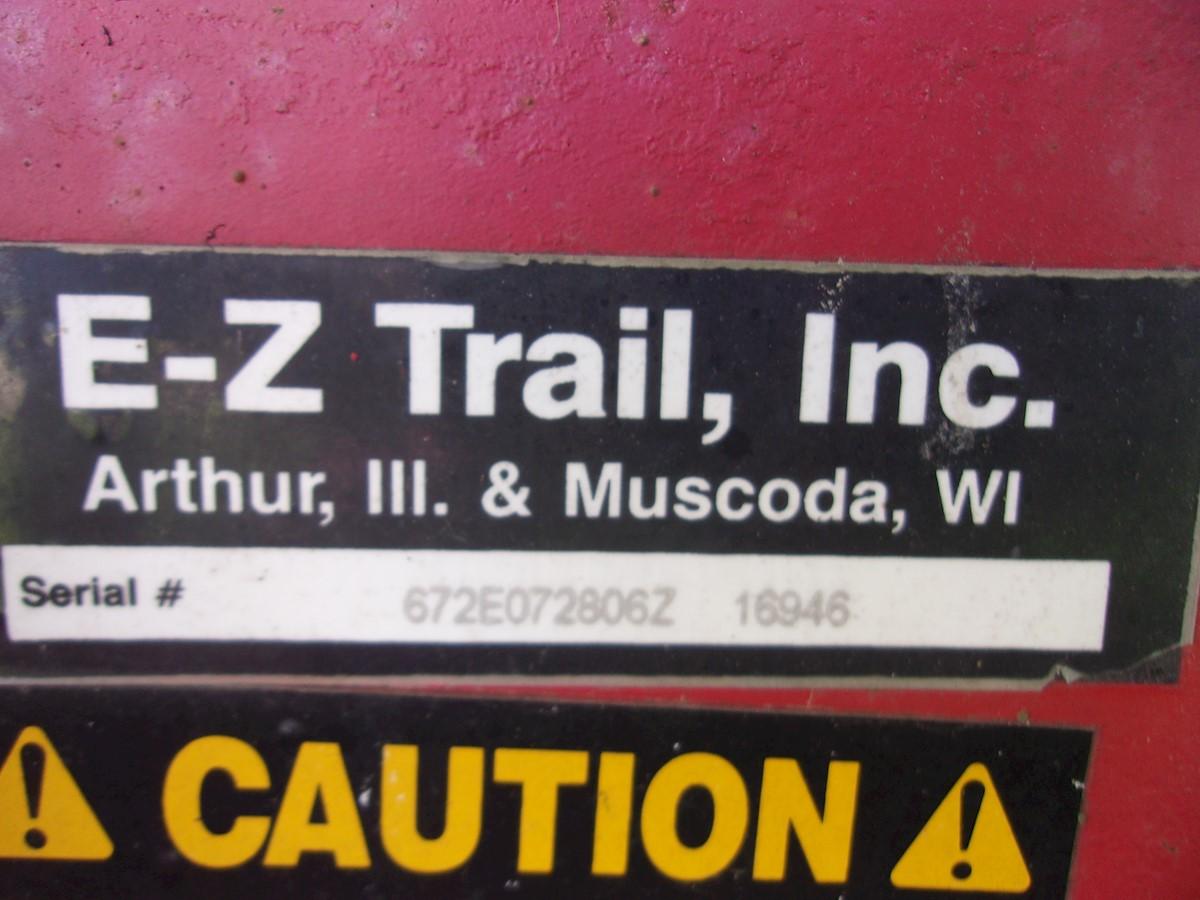 E-Z Trail, Inc.
Arthur, Ill. & Muscoda, WI
Serial # 672E072806Z 16946
CAUTION